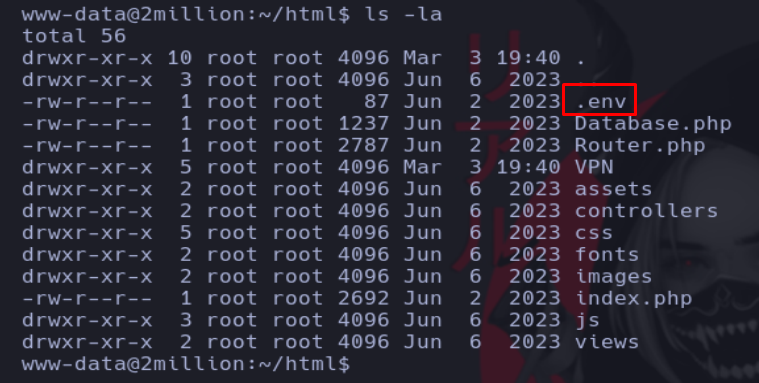 www-data@2million:~/html$ ls -la
total 56
drwxr-xr-x 10 root root 4096 Mar  3 19:40 .
drwxr-xr-x  3 root root 4096 Jun  6  2023 ..
-rw-r--r--  1 root root   87 Jun  2  2023 .env
-rw-r--r--  1 root root 1237 Jun  2  2023 Database.php
-rw-r--r--  1 root root 2787 Jun  2  2023 Router.php
drwxr-xr-x  5 root root 4096 Mar  3 19:40 VPN
drwxr-xr-x  2 root root 4096 Jun  6  2023 assets
drwxr-xr-x  2 root root 4096 Jun  6  2023 controllers
drwxr-xr-x  5 root root 4096 Jun  6  2023 css
drwxr-xr-x  2 root root 4096 Jun  6  2023 fonts
drwxr-xr-x  2 root root 4096 Jun  6  2023 images
-rw-r--r--  1 root root 2692 Jun  2  2023 index.php
drwxr-xr-x  3 root root 4096 Jun  6  2023 js
drwxr-xr-x  2 root root 4096 Jun  6  2023 views
www-data@2million:~/html$